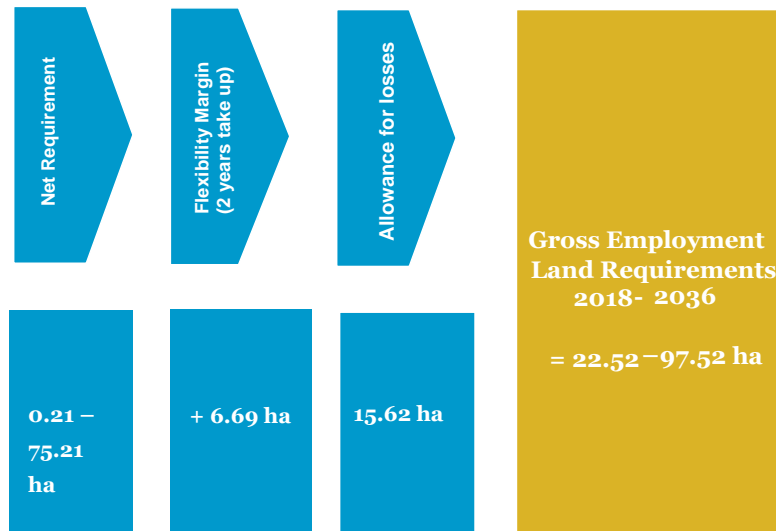 Net Requirement
Flexibility Margin
(2 years take up)
Allowance for losses
Gross Employment
Land Requirements
2018- 2036
= 22.52–97.52 ha
0.21 –
75.21
ha
+ 6.69 ha
15.62 ha